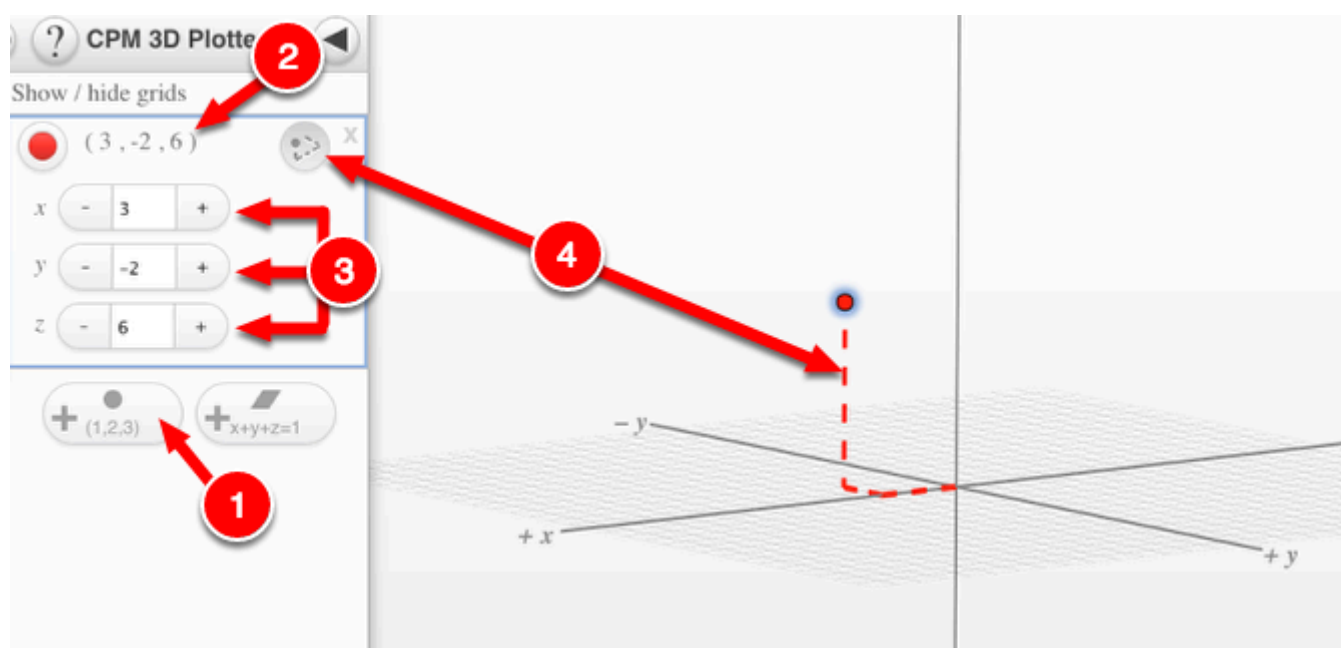 ? CPM 3D Plotte
2
Show / hide grids
( 3 , -2 , 6 )
x
x - 3 +
y - -2 +
z - 6 +
3
4
+ (1,2,3)
+ x+y+z=1
1
– y
+ x
+ y